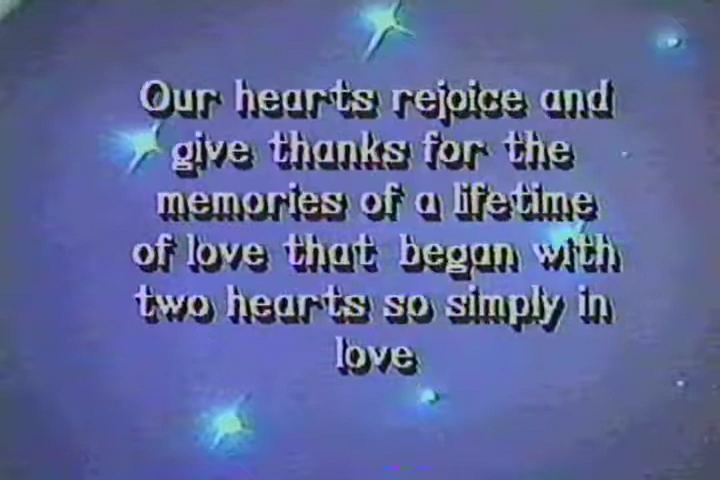 Our hearts rejoice and
give thanks for the
memories of a lifetime
of love that began with
two hearts so simply in
love